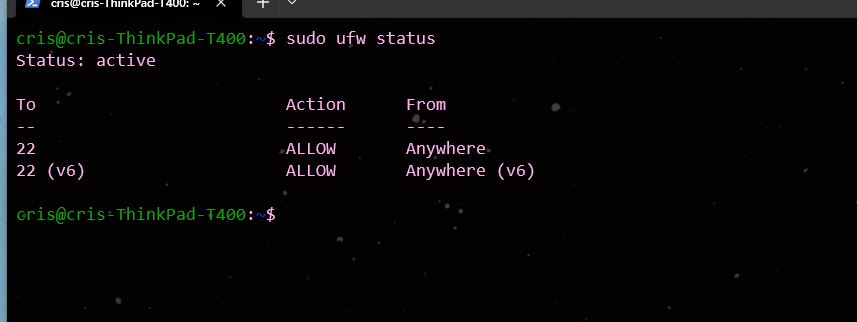 cris@cris-ThinkPad-T400: ~
cris@cris-ThinkPad-T400:~$ sudo ufw status
Status: active
To                         Action      From
--                         ------      ----
22                         ALLOW       Anywhere
22 (v6)                    ALLOW       Anywhere (v6)
cris@cris-ThinkPad-T400:~$